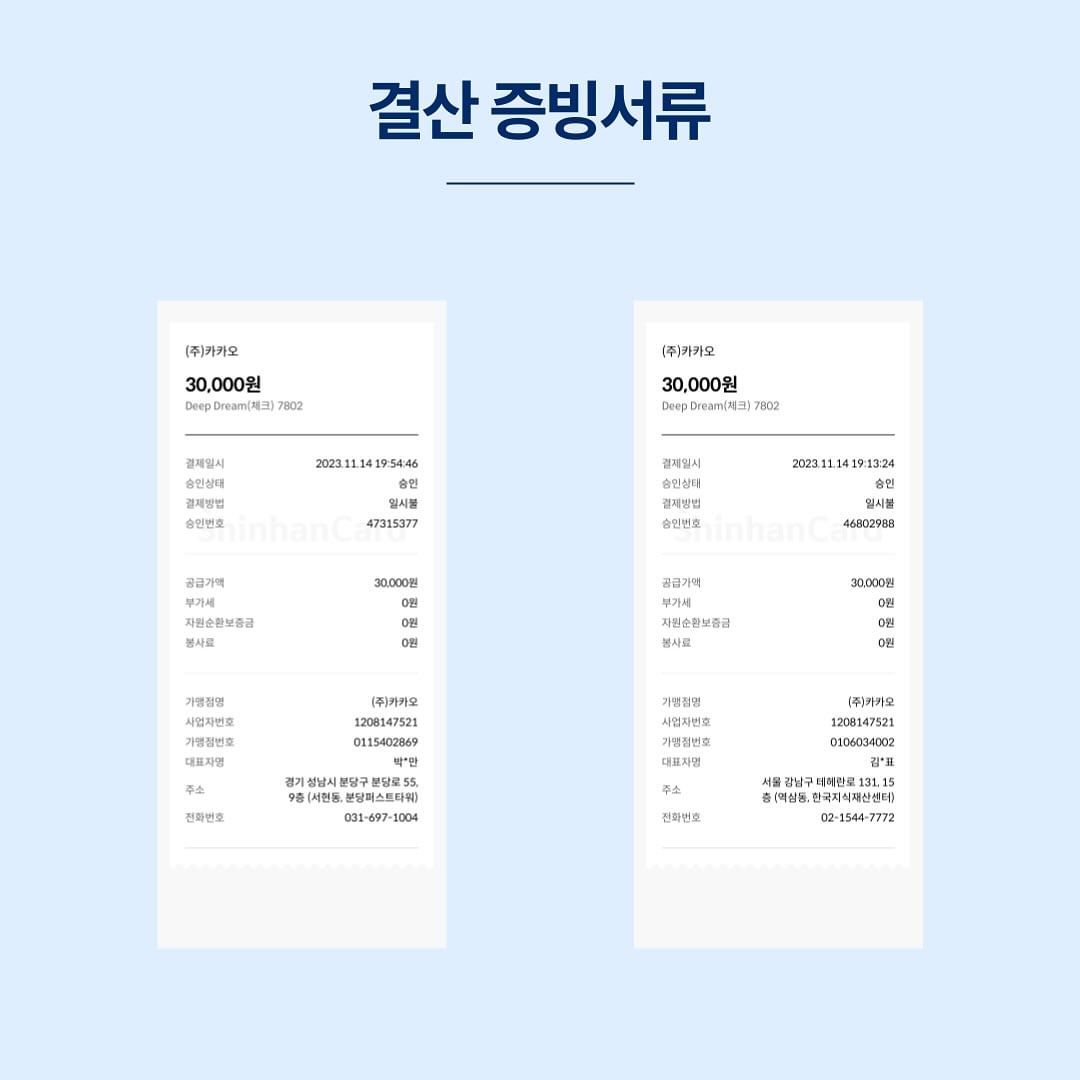 결산 증빙서류
(주)카카오
30,000원
Deep Dream(체크) 7802
결제일시 2023.11.14 19:54:46
승인상태 승인
결제방법 일시불
승인번호 47315377
ShinhanCard
공급가액 30,000원
부가세 0원
자원순환보증금 0원
봉사료 0원
가맹점명 (주)카카오
사업자번호 1208147521
가맹점번호 0115402869
대표자명 박*만
주소 경기 성남시 분당구 분당로 55,
9층 (서현동, 분당퍼스트타워)
전화번호 031-697-1004
(주)카카오
30,000원
Deep Dream(체크) 7802
결제일시 2023.11.14 19:13:24
승인상태 승인
결제방법 일시불
승인번호 46802988
ShinhanCard
공급가액 30,000원
부가세 0원
자원순환보증금 0원
봉사료 0원
가맹점명 (주)카카오
사업자번호 1208147521
가맹점번호 0106034002
대표자명 김*표
주소 서울 강남구 테헤란로 131, 15
층 (역삼동, 한국지식재산센터)
전화번호 02-1544-7772